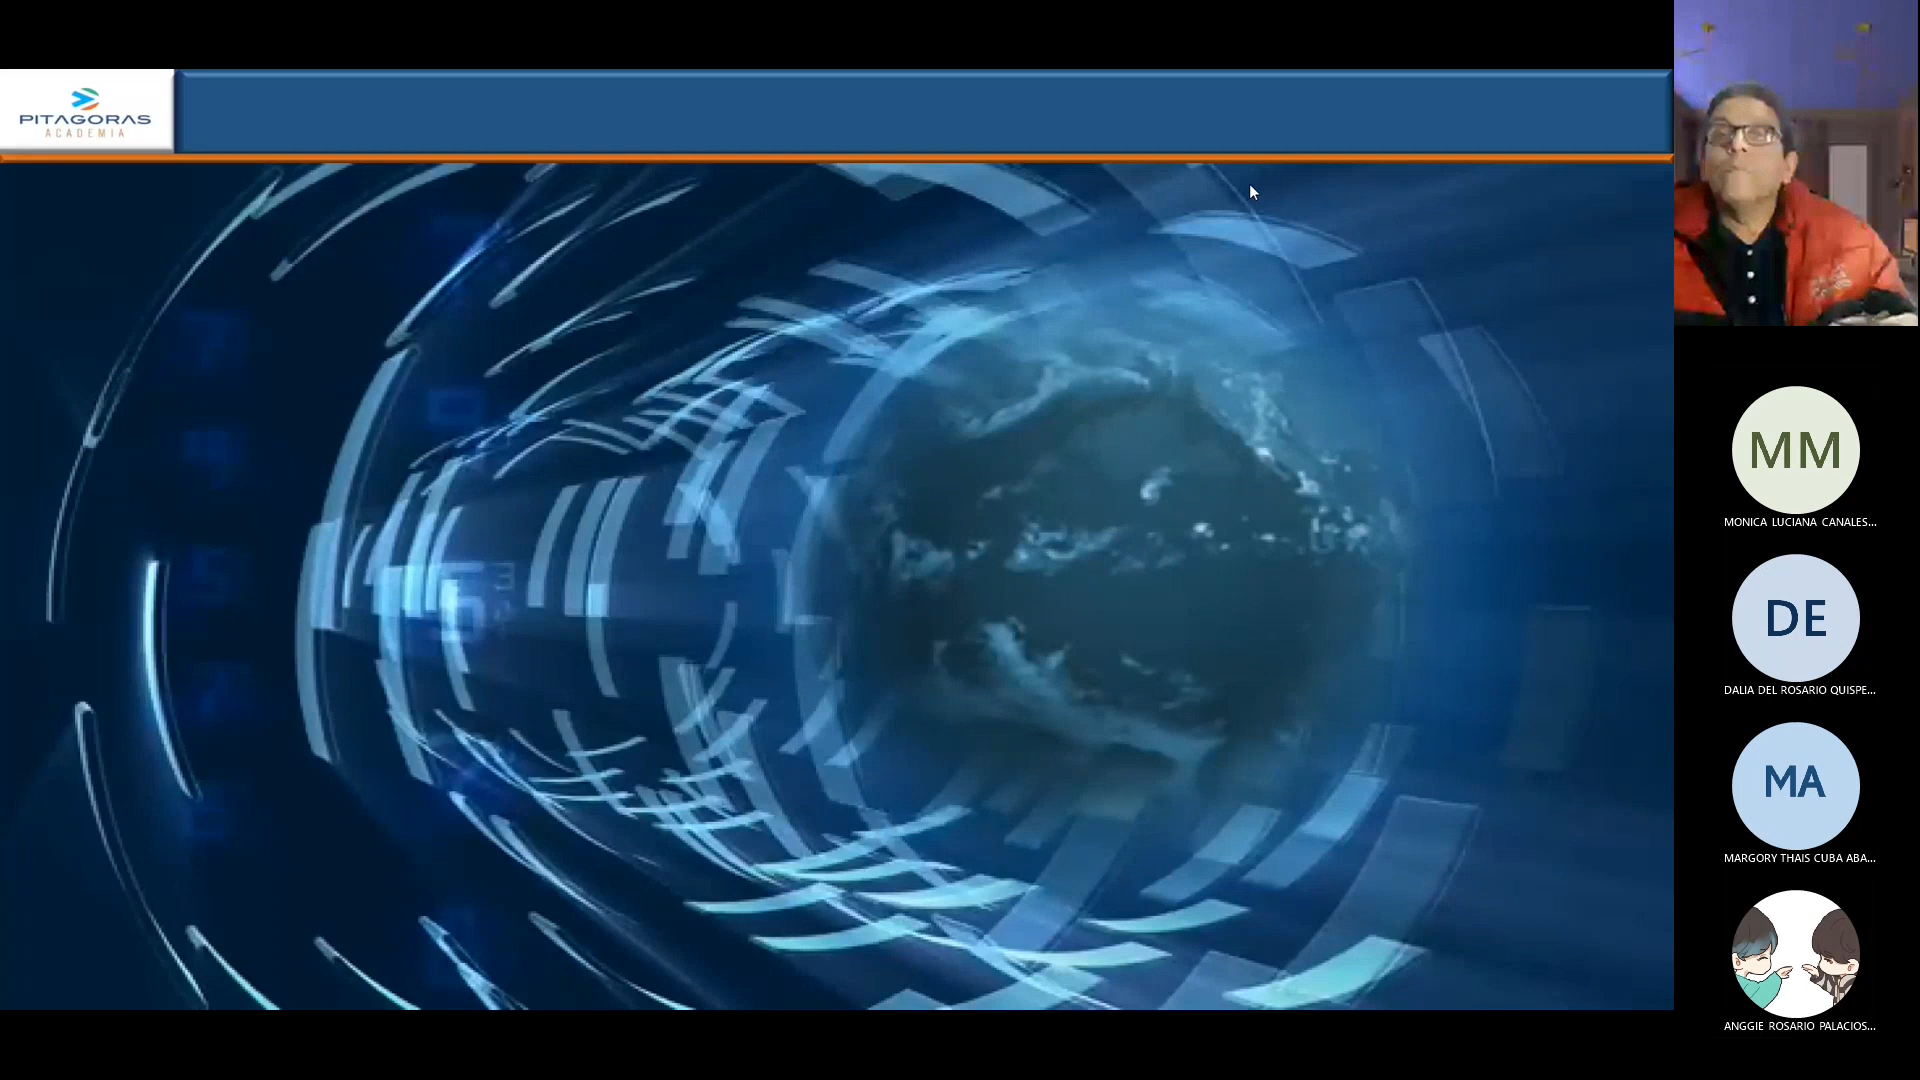 PITAGORAS
ACADEMIA
MM
MONICA LUCIANA CANALES...
DE
DALIA DEL ROSARIO QUISPE...
MA
MARGORY THAIS CUBA ABA...
ANGGIE ROSARIO PALACIOS...